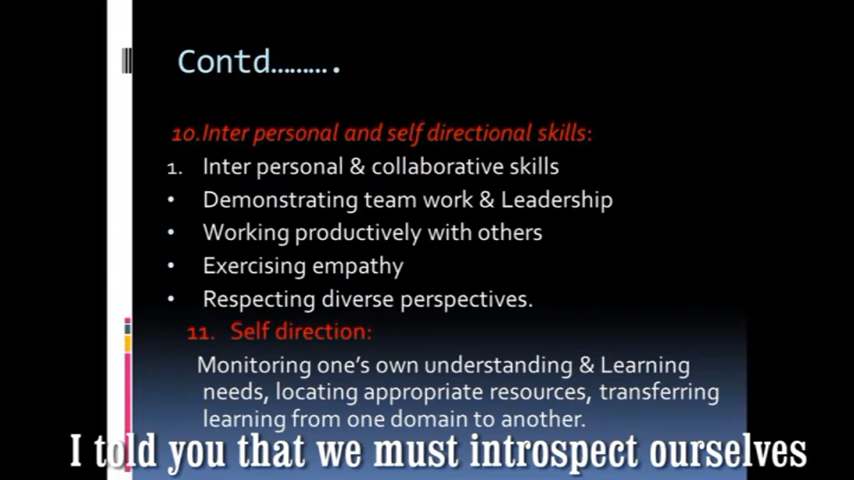 Contd……….
10.Inter personal and self directional skills:
1. Inter personal & collaborative skills
• Demonstrating team work & Leadership
• Working productively with others
• Exercising empathy
• Respecting diverse perspectives.
11. Self direction:
Monitoring one's own understanding & Learning
needs, locating appropriate resources, transferring
learning from one domain to another.
I told you that we must introspect ourselves